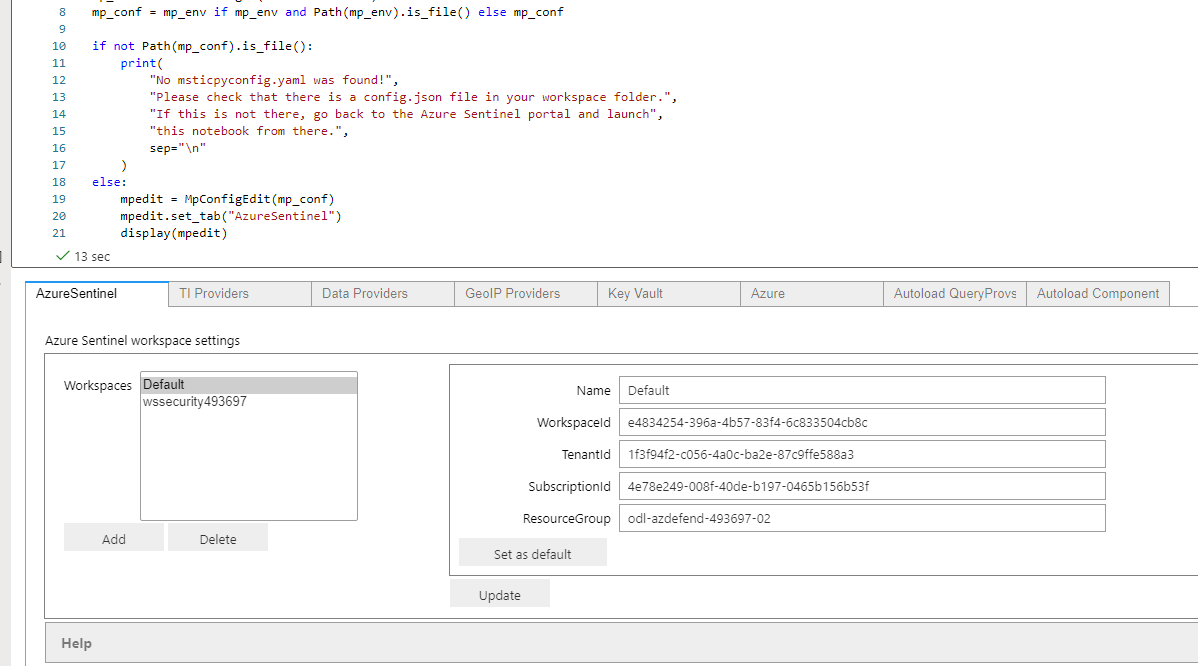 8 mp_conf = mp_env if mp_env and Path(mp_env).is_file() else mp_conf
9
10 if not Path(mp_conf).is_file():
11 print(
12 "No msticpyconfig.yaml was found!",
13 "Please check that there is a config.json file in your workspace folder.",
14 "If this is not there, go back to the Azure Sentinel portal and launch",
15 "this notebook from there.",
16 sep="\n"
17 )
18 else:
19 mpedit = MpConfigEdit(mp_conf)
20 mpedit.set_tab("AzureSentinel")
21 display(mpedit)
13 sec
AzureSentinel TI Providers Data Providers GeoIP Providers Key Vault Azure Autoload QueryProvs Autoload Component
Azure Sentinel workspace settings
Workspaces Default
wssecurity493697
Add Delete
Name Default
WorkspaceId e4834254-396a-4b57-83f4-6c833504cb8c
TenantId 1f3f94f2-c056-4a0c-ba2e-87c9ffe588a3
SubscriptionId 4e78e249-008f-40de-b197-0465b156b53f
ResourceGroup odl-azdefend-493697-02
Set as default
Update
Help